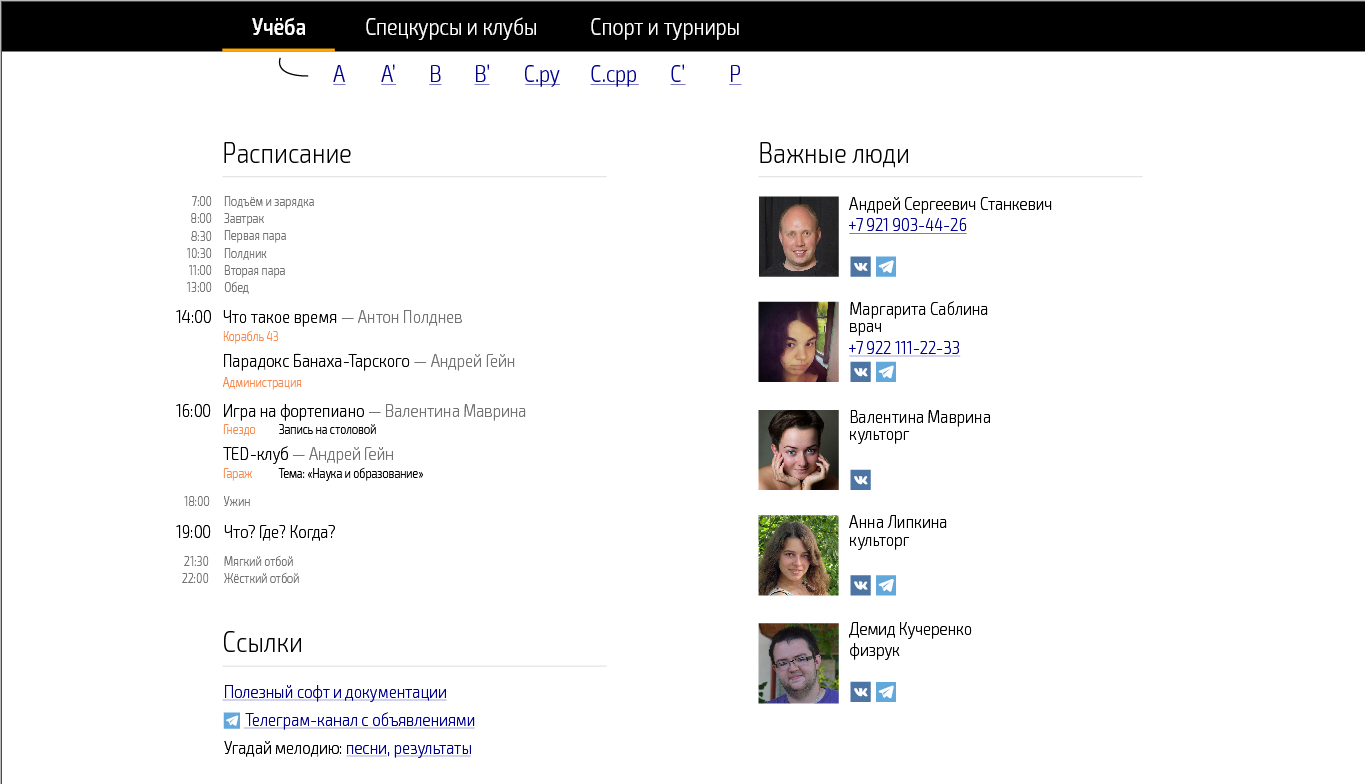 Учёба Спецкурсы и клубы Спорт и турниры
A A' B B' C.py C.cpp C' P
Расписание
7:00 Подъём и зарядка
8:00 Завтрак
8:30 Первая пара
10:30 Полдник
11:00 Вторая пара
13:00 Обед
14:00 Что такое время — Антон Полднев
Корабль 43
Парадокс Банаха-Тарского — Андрей Гейн
Администрация
16:00 Игра на фортепиано — Валентина Маврина
Гнездо Запись на столовой
TED-клуб — Андрей Гейн
Гараж Тема: «Наука и образование»
18:00 Ужин
19:00 Что? Где? Когда?
21:30 Мягкий отбой
22:00 Жёсткий отбой
Ссылки
Полезный софт и документации
Телеграм-канал с объявлениями
Угадай мелодию: песни, результаты
Важные люди
Андрей Сергеевич Станкевич
+7 921 903-44-26
Маргарита Саблина
врач
+7 922 111-22-33
Валентина Маврина
культорг
Анна Липкина
культорг
Демид Кучеренко
физрук